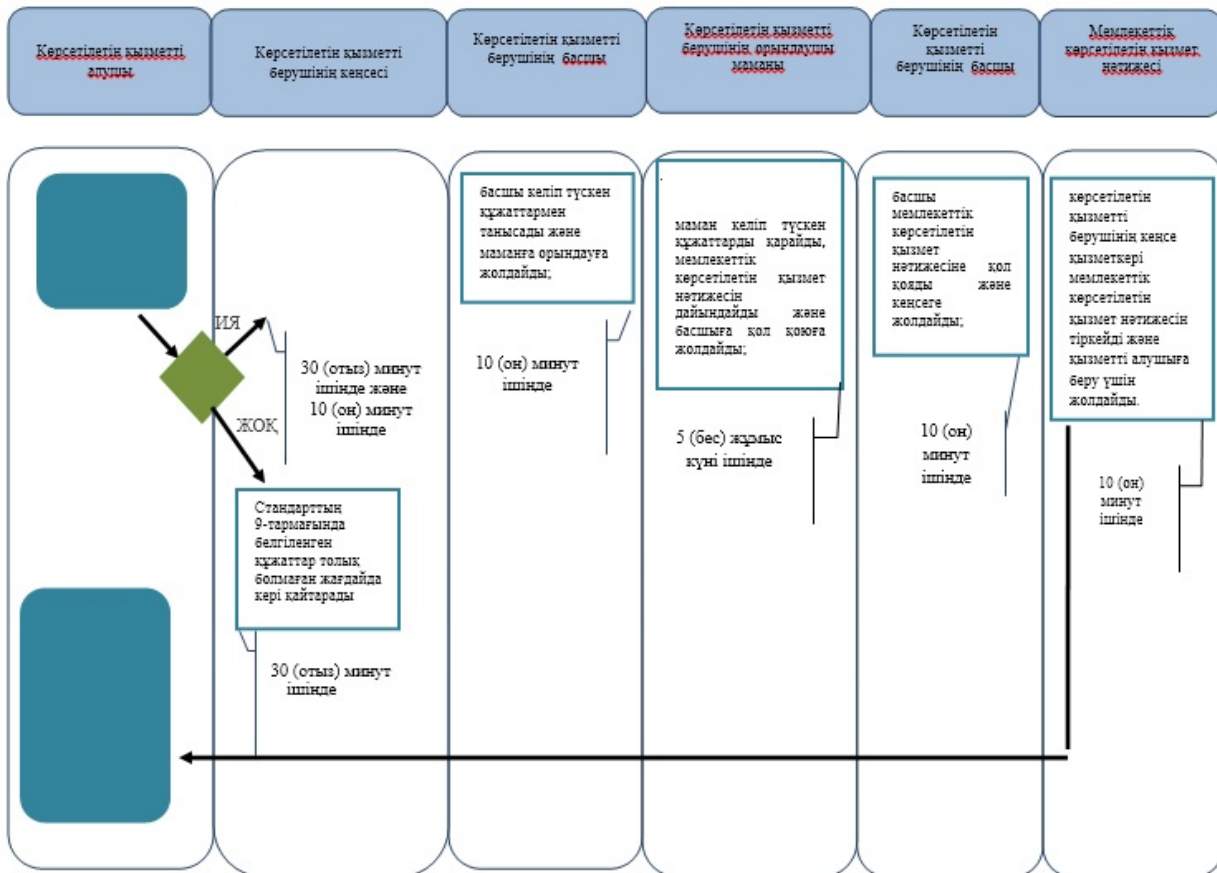 Көрсетілетін қызметті
алушы
Көрсетілетін қызметті
берушінің кеңсесі
Көрсетілетін қызметті
берушінің басшы
Көрсетілетін қызметті
берушінің орындаушы
маманы
Көрсетілетін
қызметті
берушінің басшы
Мемлекеттік
көрсетілетін қызмет
нәтижесі
ИЯ
ЖОҚ
30 (отыз) минут
ішінде және
10 (он) минут
ішінде
Стандарттың
9-тармағында
белгіленген
құжаттар толық
болмаған жағдайда
кері қайтарады
30 (отыз) минут
ішінде
басшы келіп түскен
құжаттармен
танысады және
маманға орындауға
жолдайды;
10 (он) минут
ішінде
.
маман келіп түскен
құжаттарды қарайды,
мемлекеттік
көрсетілетін қызмет
нәтижесін
дайындайды және
басшыға қол қоюға
жолдайды;
5 (бес) жұмыс
күні ішінде
басшы
мемлекеттік
көрсетілетін
қызмет
нәтижесіне қол
қояды және
кеңсеге
жолдайды;
10 (он)
минут
ішінде
көрсетілетін
қызметті
берушінің кеңсе
қызметкері
мемлекеттік
көрсетілетін
қызмет нәтижесін
тіркейді және
қызметті алушыға
беру үшін
жолдайды.
10 (он)
минут
ішінде